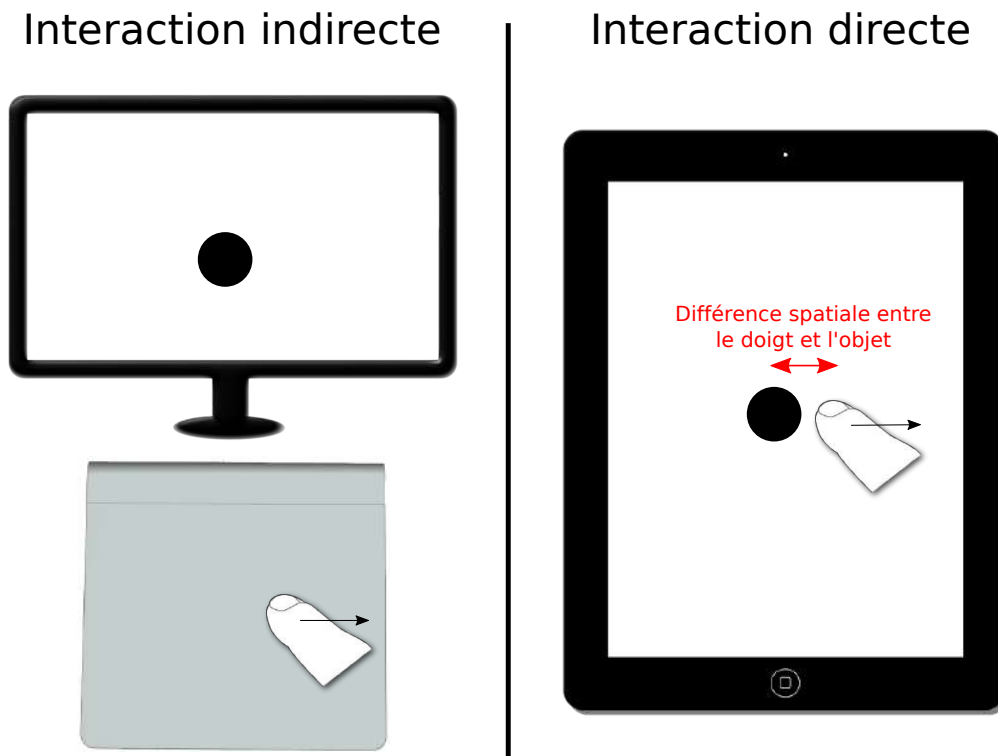 Interaction indirecte
Interaction directe
Différence spatiale entre
le doigt et l'objet